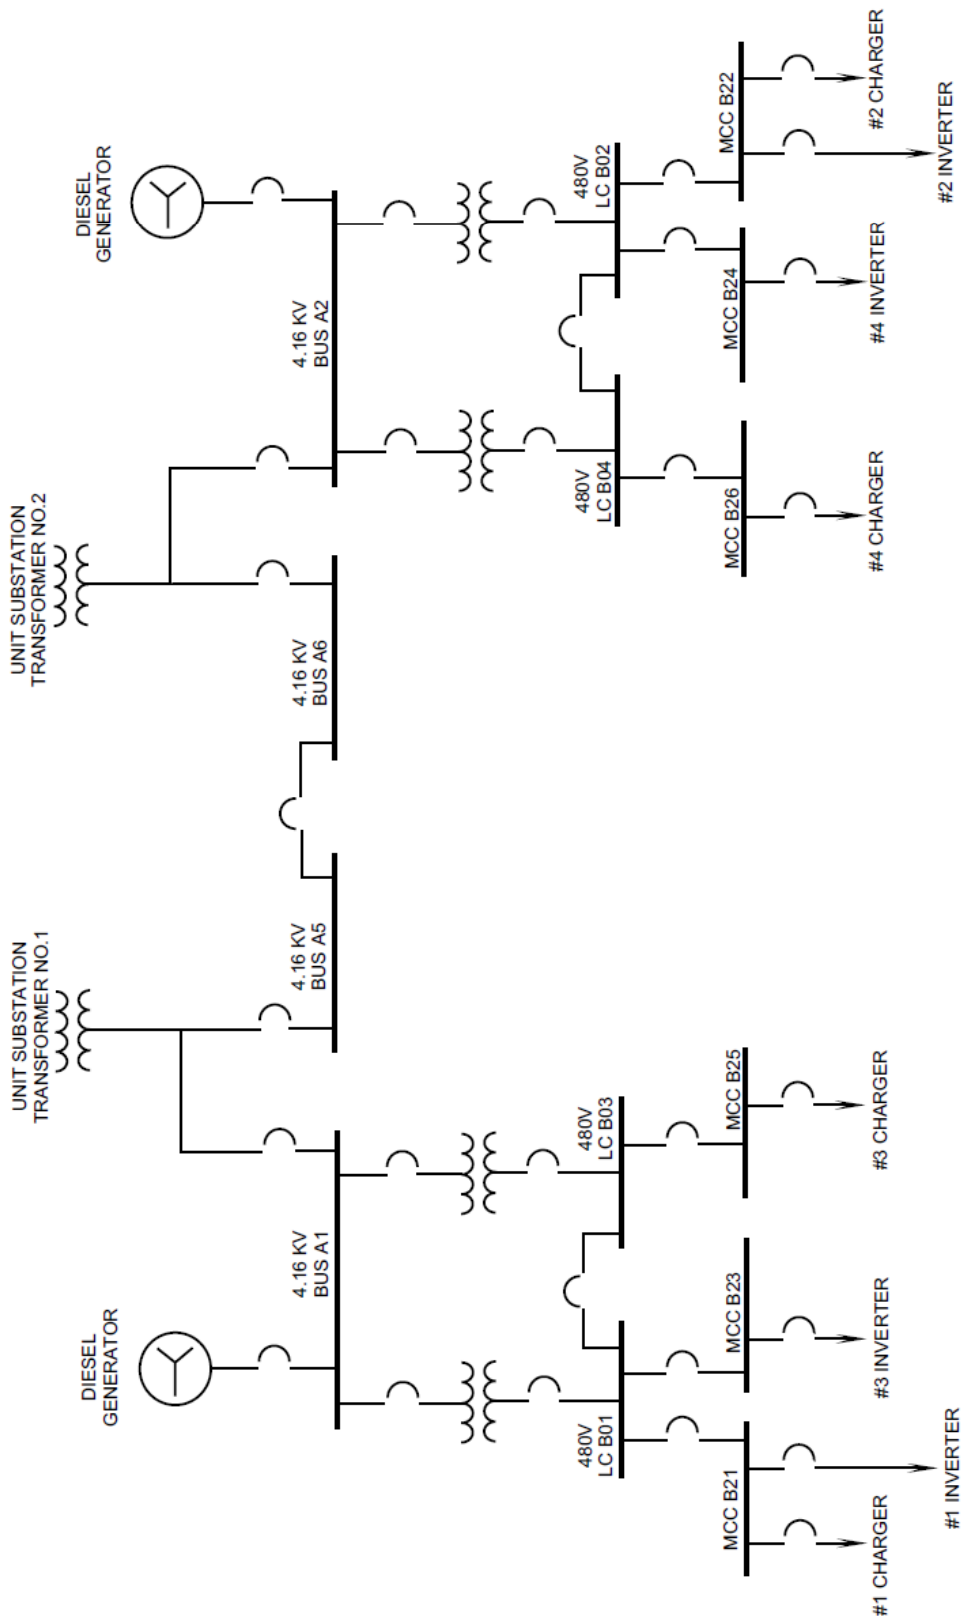 UNIT SUBSTATION
TRANSFORMER NO.1
UNIT SUBSTATION
TRANSFORMER NO.2
DIESEL
GENERATOR
DIESEL
GENERATOR
4.16 KV
BUS A1
4.16 KV
BUS A5
4.16 KV
BUS A6
4.16 KV
BUS A2
480V
LC B01
480V
LC B03
480V
LC B04
480V
LC B02
MCC B21
MCC B23
MCC B25
MCC B26
MCC B24
MCC B22
#1 CHARGER
#1 INVERTER
#3 INVERTER
#3 CHARGER
#4 CHARGER
#4 INVERTER
#2 INVERTER
#2 CHARGER